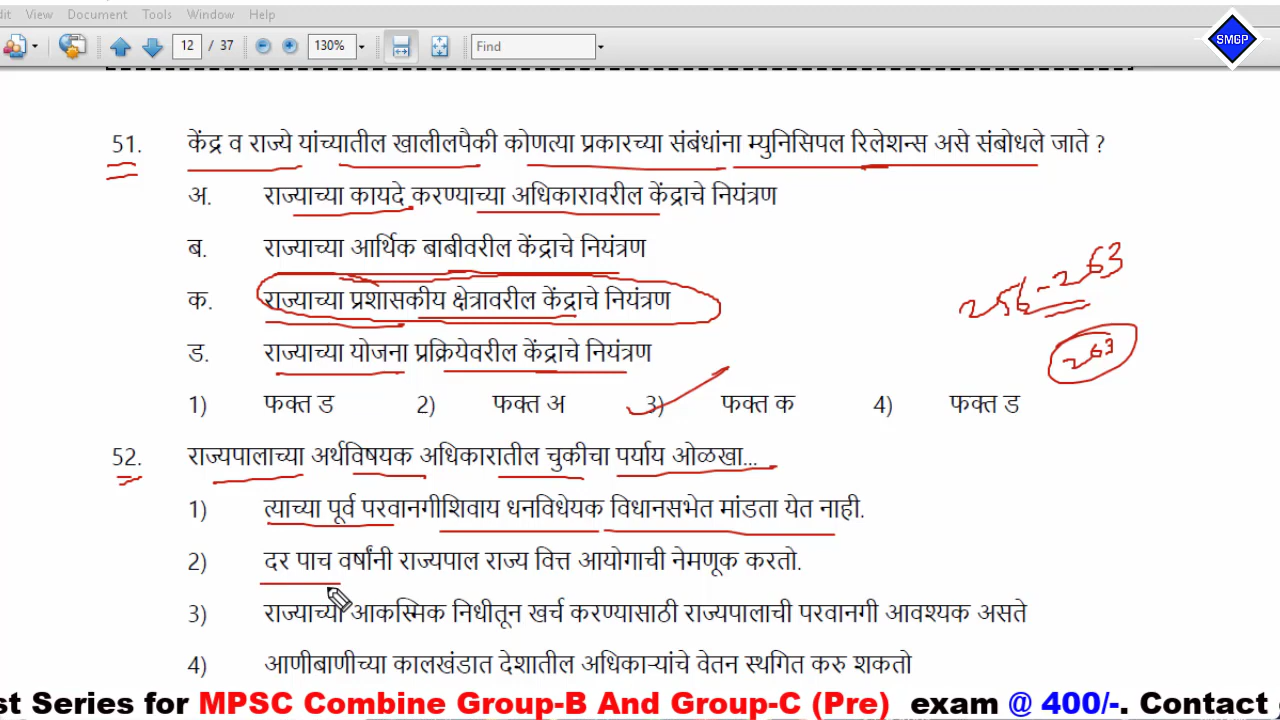 dit View Document Tools Window Help
12 / 37 130% Find
SMGP
51. केंद्र व राज्ये यांच्यातील खालीलपैकी कोणत्या प्रकारच्या संबंधांना म्युनिसिपल रिलेशन्स असे संबोधले जाते ?
अ. राज्याच्या कायदे करण्याच्या अधिकारावरील केंद्राचे नियंत्रण
ब. राज्याच्या आर्थिक बाबीवरील केंद्राचे नियंत्रण
क. राज्याच्या प्रशासकीय क्षेत्रावरील केंद्राचे नियंत्रण
256-263
ड. राज्याच्या योजना प्रक्रियेवरील केंद्राचे नियंत्रण
263
1) फक्त ड 2) फक्त अ 3) फक्त क 4) फक्त ड
52. राज्यपालाच्या अर्थविषयक अधिकारातील चुकीचा पर्याय ओळखा...
1) त्याच्या पूर्व परवानगीशिवाय धनविधेयक विधानसभेत मांडता येत नाही.
2) दर पाच वर्षांनी राज्यपाल राज्य वित्त आयोगाची नेमणूक करतो.
3) राज्याच्या आकस्मिक निधीतून खर्च करण्यासाठी राज्यपालाची परवानगी आवश्यक असते
4) आणीबाणीच्या कालखंडात देशातील अधिकाऱ्यांचे वेतन स्थगित करु शकतो
st Series for MPSC Combine Group-B And Group-C (Pre) exam @ 400/-. Contact